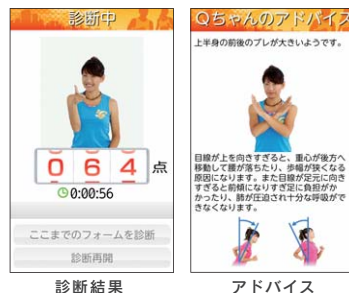 診断中
064点
0:00:56
ここまでのフォームを診断
診断再開
診断結果
Qちゃんのアドバイス
上半身の前後のブレが大きいようです。
目線が上を向きすぎると、重心が後方へ
移動して腰が落ちたり、歩幅が狭くなる
原因になります。また目線が足元に向き
すぎると前傾になりすぎ足に負担がか
かったり、肺が圧迫され十分な呼吸がで
きなくなります。
アドバイス